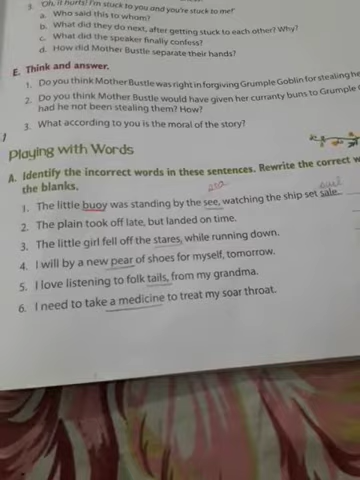 3. 'Oh, it hurts! I'm stuck to you and you're stuck to me!'
a. Who said this to whom?
b. What did they do next, after getting stuck to each other? Why?
c. What did the speaker finally confess?
d. How did Mother Bustle separate their hands?
E. Think and answer.
1. Do you think Mother Bustle was right in forgiving Grumple Goblin for stealing he
2. Do you think Mother Bustle would have given her curranty buns to Grumple
had he not been stealing them? How?
3. What according to you is the moral of the story?
Playing with Words
A. Identify the incorrect words in these sentences. Rewrite the correct w
the blanks.
sea
1. The little buoy was standing by the see, watching the ship set sale.
2. The plain took off late, but landed on time.
3. The little girl fell off the stares, while running down.
4. I will by a new pear of shoes for myself, tomorrow.
5. I love listening to folk tails, from my grandma.
6. I need to take a medicine to treat my soar throat.